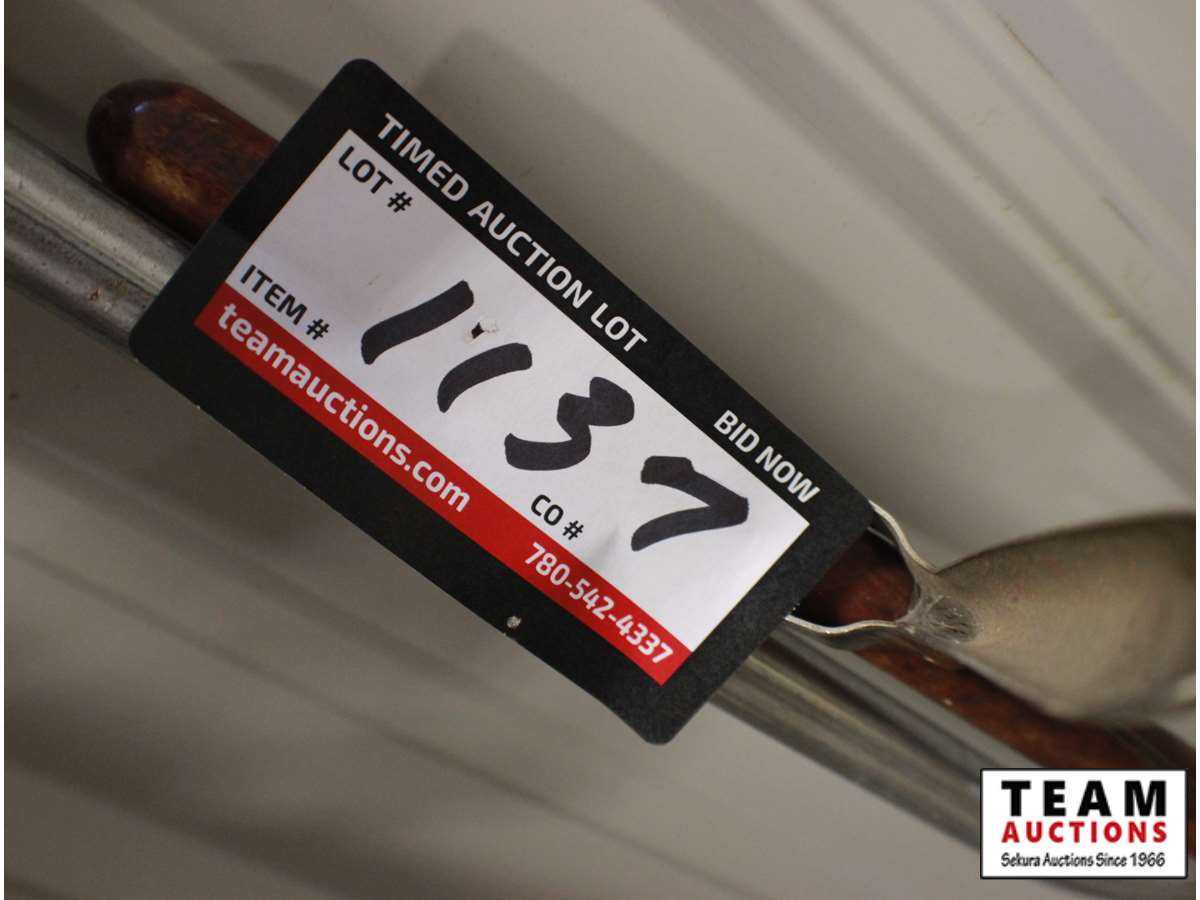 TIMED AUCTION LOT BID NOW
LOT #
1137
ITEM #
CO #
teamauctions.com 780-542-4337
TEAM
AUCTIONS
Sekura Auctions Since 1966